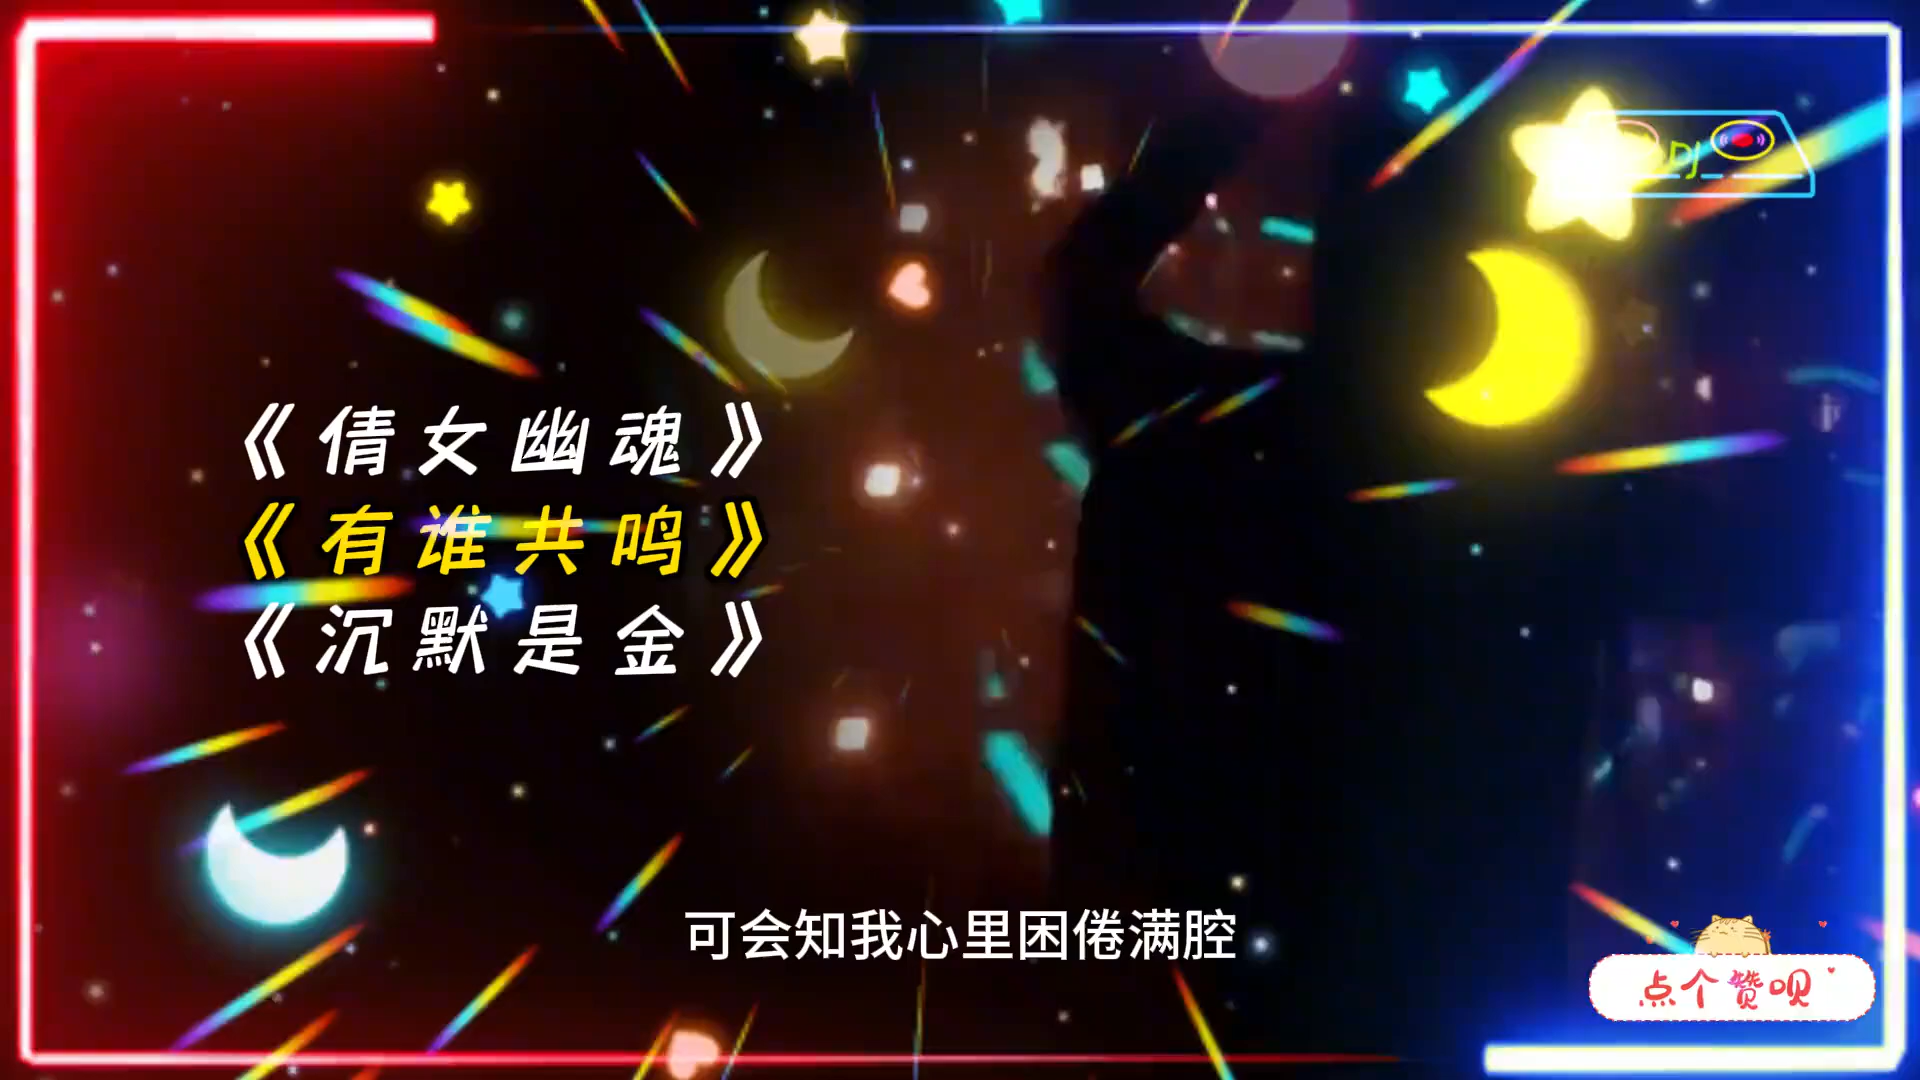 DJ
《倩女幽魂》
《有谁共鸣》
《沉默是金》
可会知我心里困倦满腔
点个赞呗